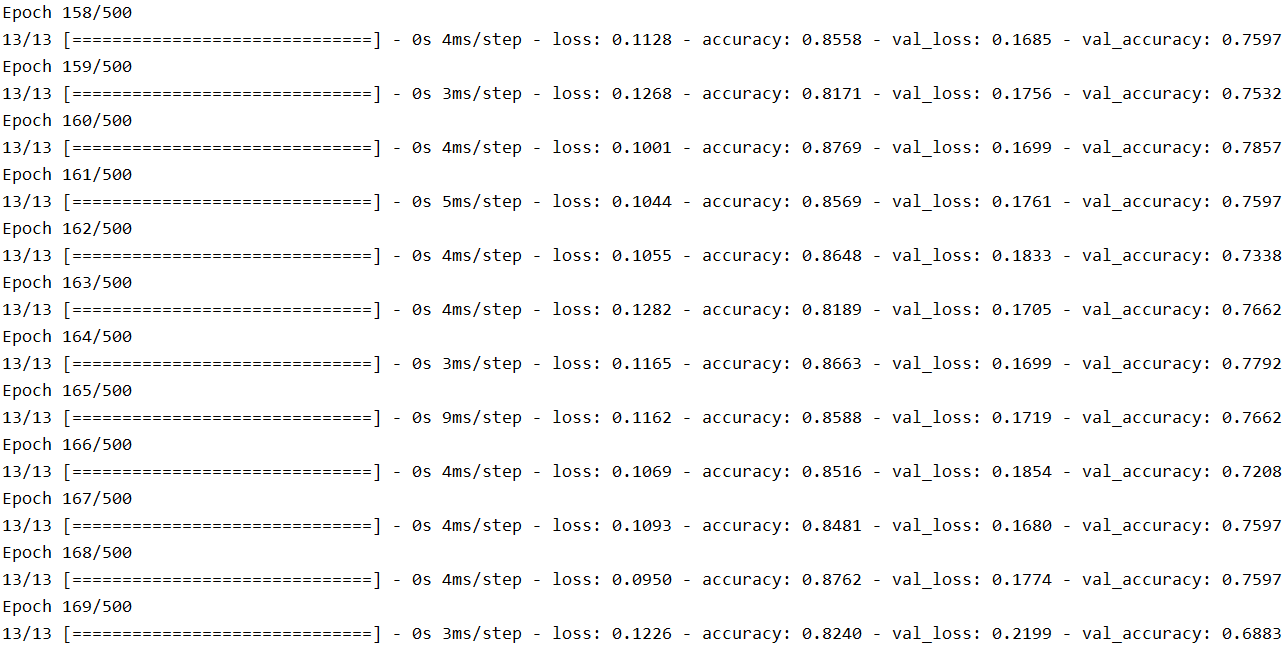 Epoch 158/500
13/13 [==============================] - 0s 4ms/step - loss: 0.1128 - accuracy: 0.8558 - val_loss: 0.1685 - val_accuracy: 0.7597
Epoch 159/500
13/13 [==============================] - 0s 3ms/step - loss: 0.1268 - accuracy: 0.8171 - val_loss: 0.1756 - val_accuracy: 0.7532
Epoch 160/500
13/13 [==============================] - 0s 4ms/step - loss: 0.1001 - accuracy: 0.8769 - val_loss: 0.1699 - val_accuracy: 0.7857
Epoch 161/500
13/13 [==============================] - 0s 5ms/step - loss: 0.1044 - accuracy: 0.8569 - val_loss: 0.1761 - val_accuracy: 0.7597
Epoch 162/500
13/13 [==============================] - 0s 4ms/step - loss: 0.1055 - accuracy: 0.8648 - val_loss: 0.1833 - val_accuracy: 0.7338
Epoch 163/500
13/13 [==============================] - 0s 4ms/step - loss: 0.1282 - accuracy: 0.8189 - val_loss: 0.1705 - val_accuracy: 0.7662
Epoch 164/500
13/13 [==============================] - 0s 3ms/step - loss: 0.1165 - accuracy: 0.8663 - val_loss: 0.1699 - val_accuracy: 0.7792
Epoch 165/500
13/13 [==============================] - 0s 9ms/step - loss: 0.1162 - accuracy: 0.8588 - val_loss: 0.1719 - val_accuracy: 0.7662
Epoch 166/500
13/13 [==============================] - 0s 4ms/step - loss: 0.1069 - accuracy: 0.8516 - val_loss: 0.1854 - val_accuracy: 0.7208
Epoch 167/500
13/13 [==============================] - 0s 4ms/step - loss: 0.1093 - accuracy: 0.8481 - val_loss: 0.1680 - val_accuracy: 0.7597
Epoch 168/500
13/13 [==============================] - 0s 4ms/step - loss: 0.0950 - accuracy: 0.8762 - val_loss: 0.1774 - val_accuracy: 0.7597
Epoch 169/500
13/13 [==============================] - 0s 3ms/step - loss: 0.1226 - accuracy: 0.8240 - val_loss: 0.2199 - val_accuracy: 0.6883